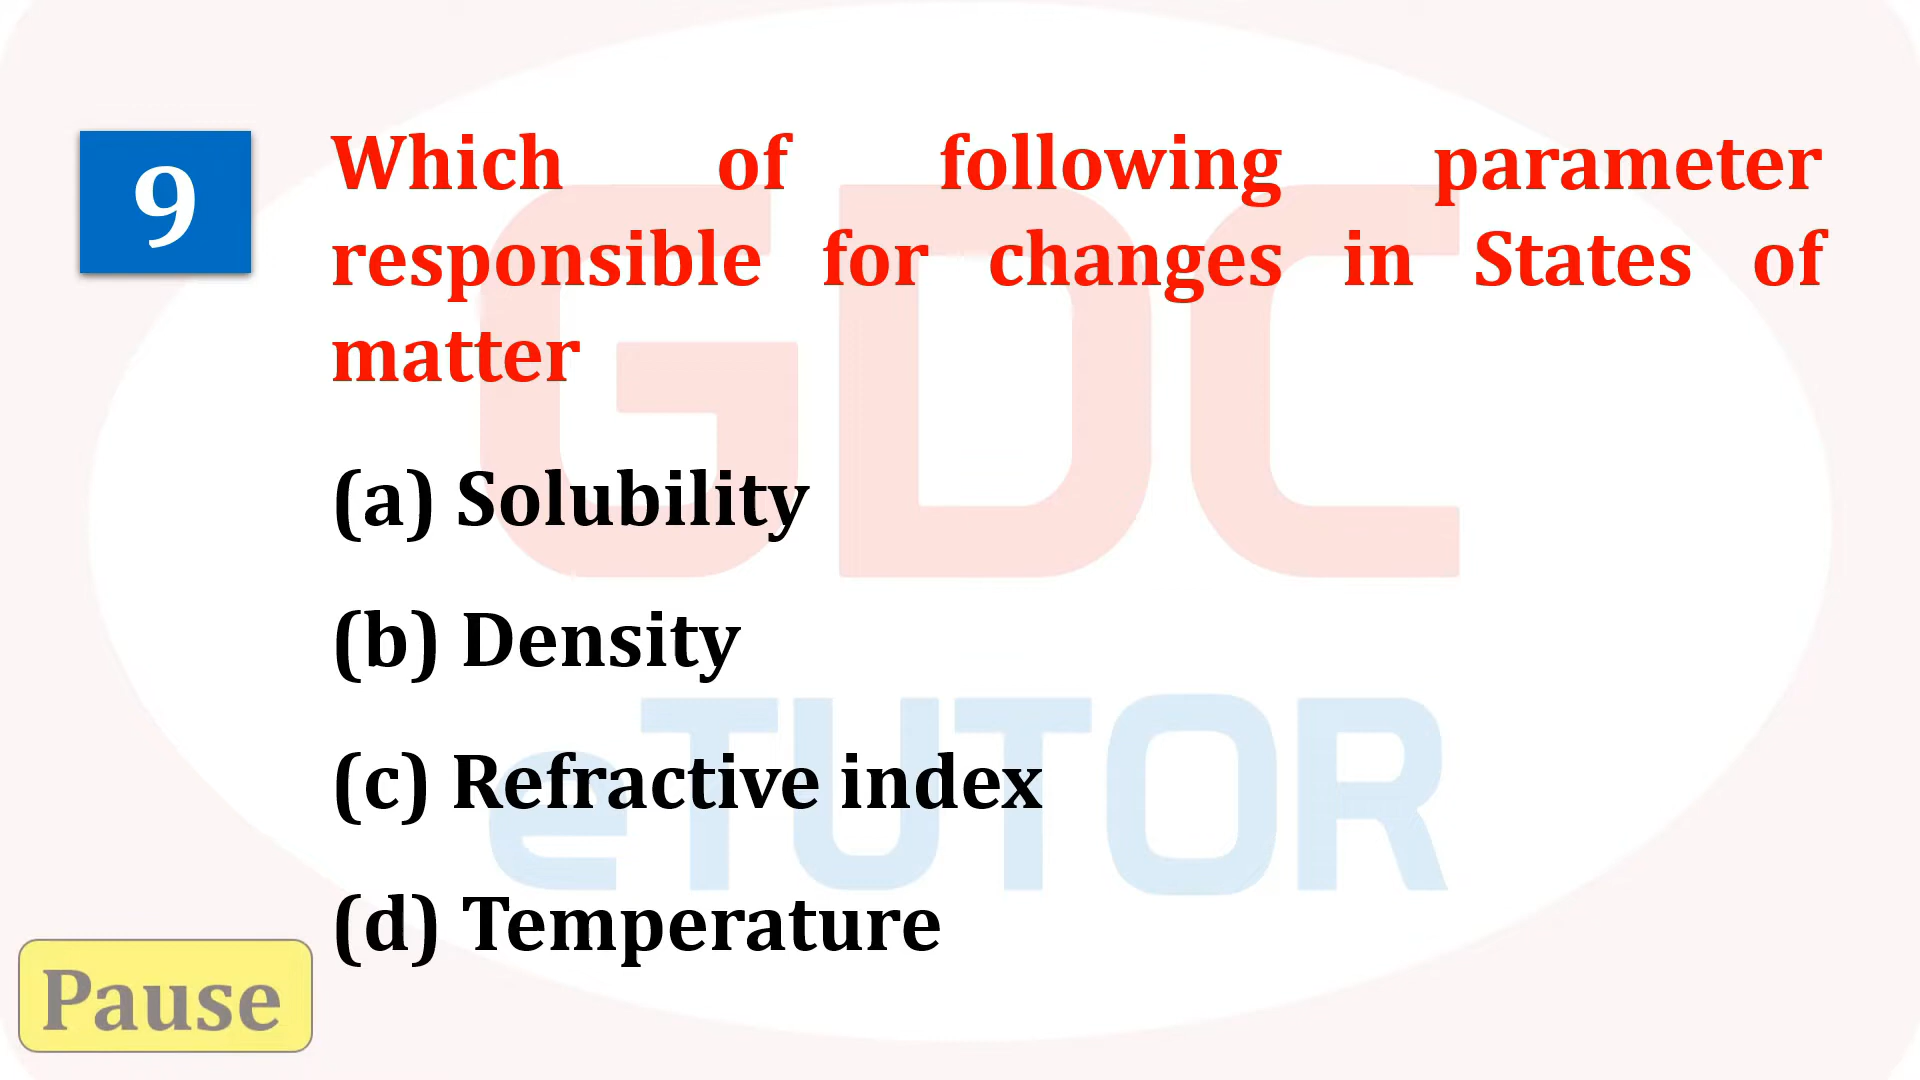 9
Which of following parameter
responsible for changes in States of
matter
(a) Solubility
(b) Density
(c) Refractive index
(d) Temperature
Pause
GDC
eTUTOR